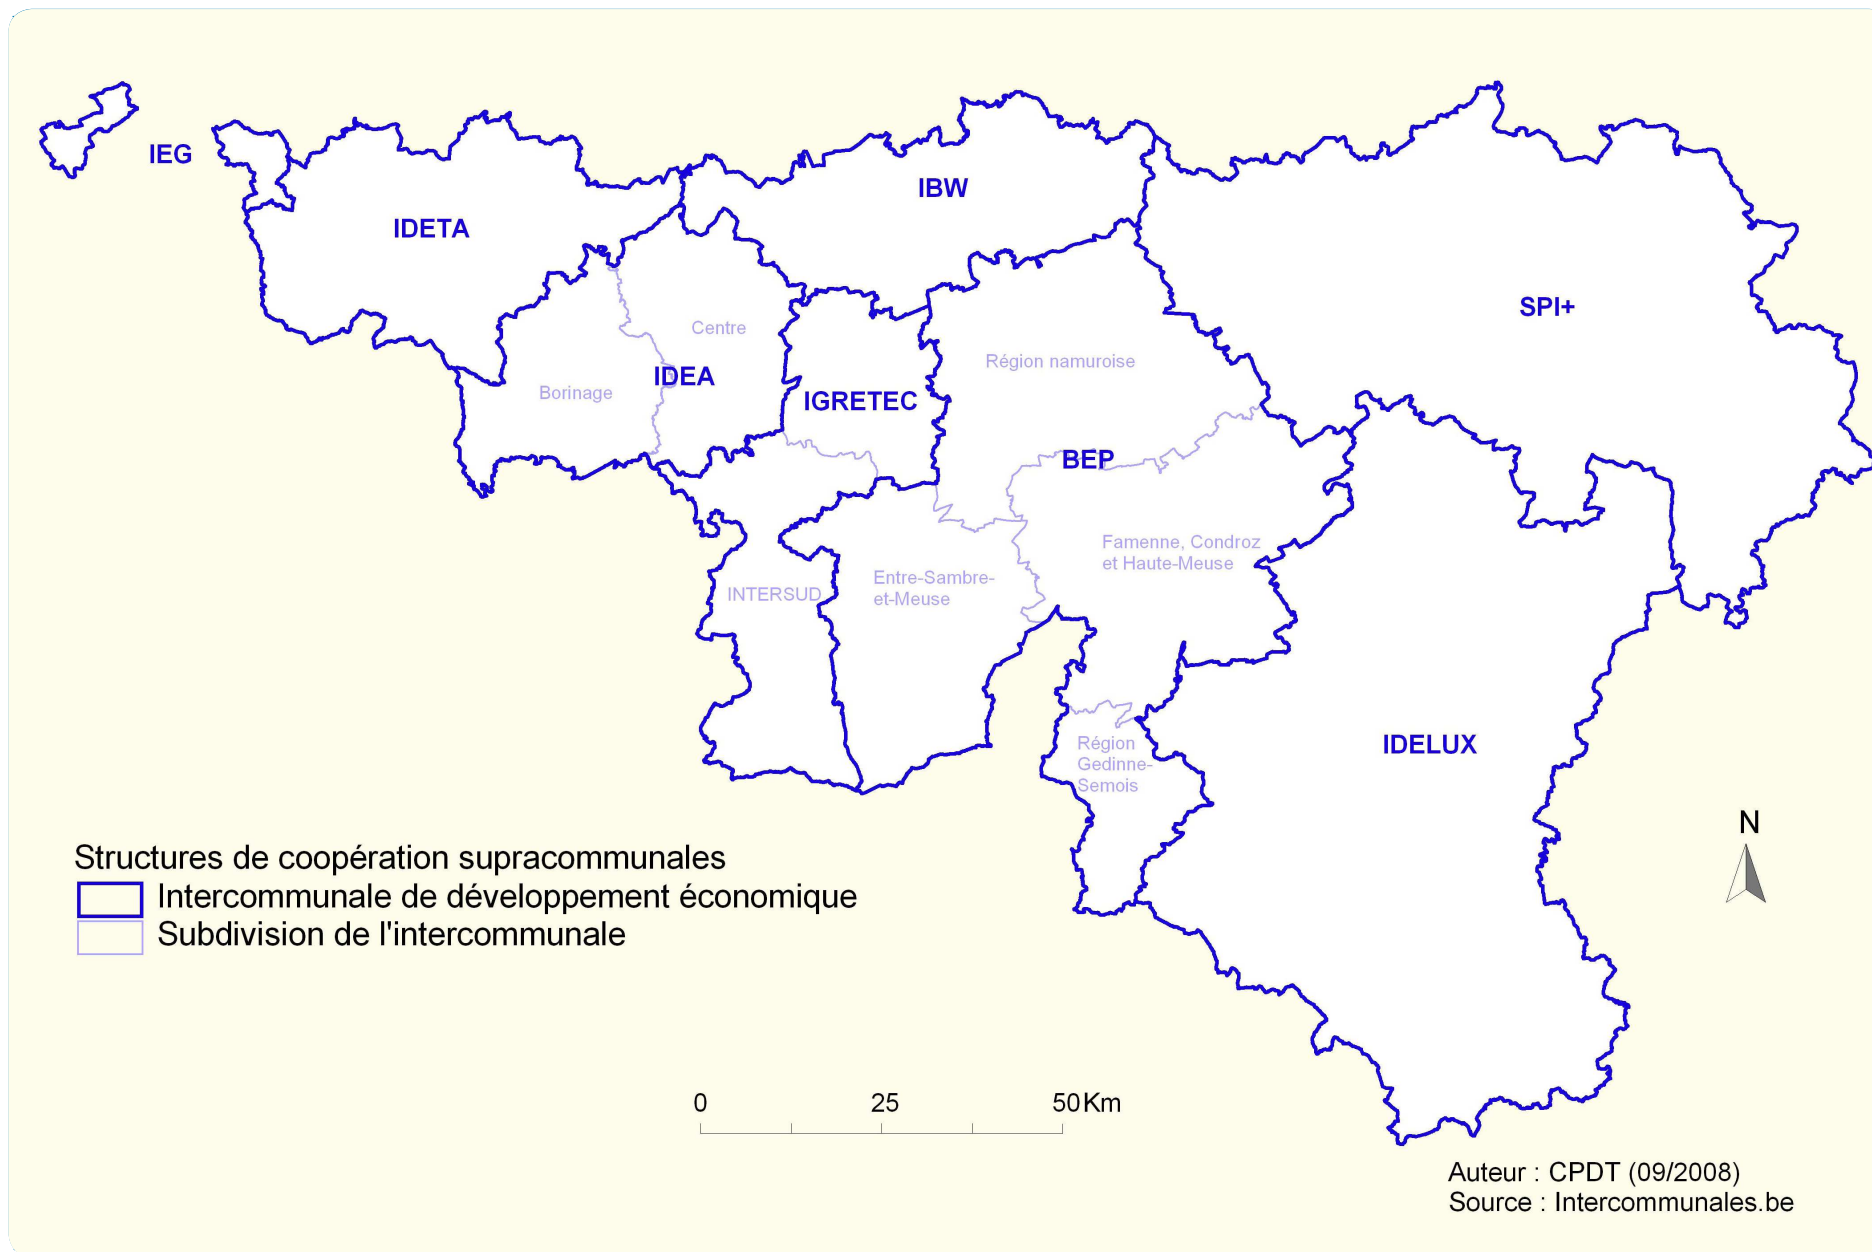 IEG
IDETA
IBW
SPI+
Centre
IDEA
Borinage
IGRETEC
Région namuroise
BEP
Famenne, Condroz
et Haute-Meuse
INTERSUD
Entre-Sambre-
et-Meuse
Région
Gedinne-
Semois
IDELUX
N
Structures de coopération supracommunales
Intercommunale de développement économique
Subdivision de l'intercommunale
0 25 50Km
Auteur : CPDT (09/2008)
Source : Intercommunales.be